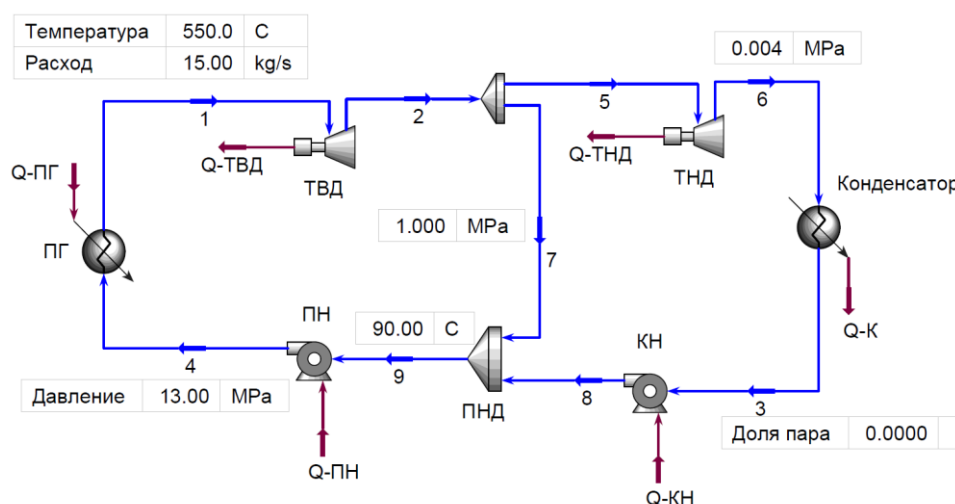 Температура 550.0 C
Расход 15.00 kg/s
0.004 MPa
1
2
5
6
Q-ТВД
ТВД
Q-ТНД
ТНД
Q-ПГ
ПГ
Конденсатор
1.000 MPa
7
Q-К
ПН
90.00 C
КН
4
9
ПНД
8
3
Давление 13.00 MPa
Доля пара 0.0000
Q-ПН
Q-КН